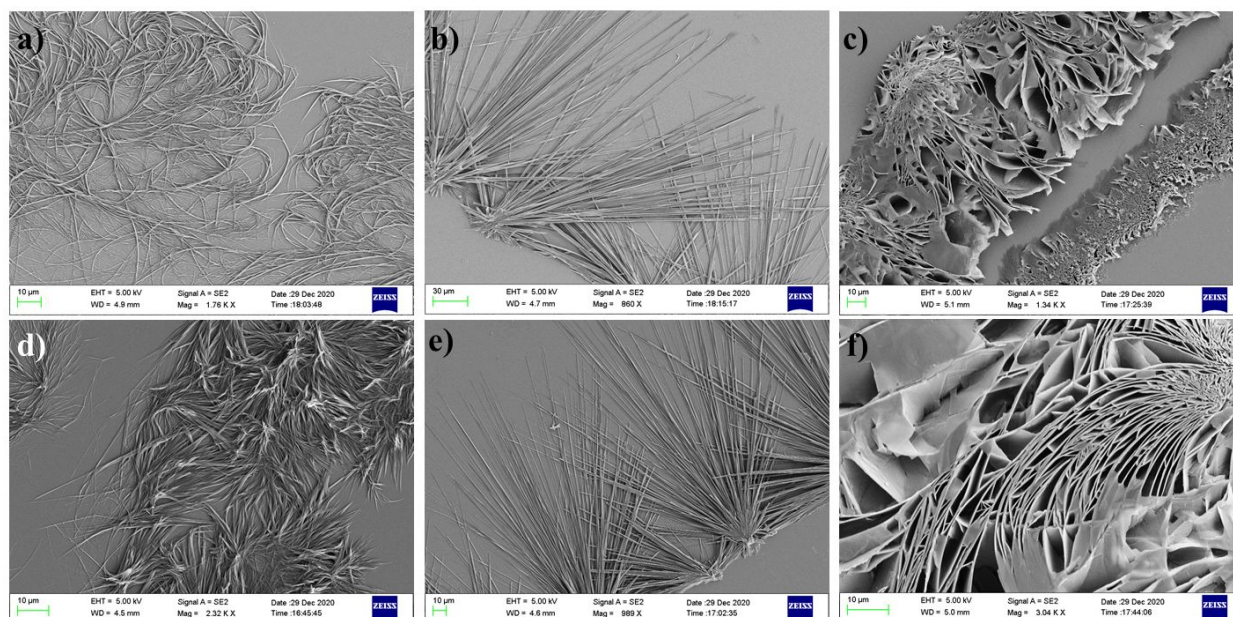 a)
10 µm EHT = 5.00 kV Signal A = SE2 Date :29 Dec 2020 ZEISS
WD = 4.9 mm Mag = 1.76 K X Time :18:03:48
b)
30 µm EHT = 5.00 kV Signal A = SE2 Date :29 Dec 2020 ZEISS
WD = 4.7 mm Mag = 860 X Time :18:15:17
c)
10 µm EHT = 5.00 kV Signal A = SE2 Date :29 Dec 2020 ZEISS
WD = 5.1 mm Mag = 1.34 K X Time :17:25:39
d)
10 µm EHT = 5.00 kV Signal A = SE2 Date :29 Dec 2020 ZEISS
WD = 4.5 mm Mag = 2.32 K X Time :16:45:45
e)
10 µm EHT = 5.00 kV Signal A = SE2 Date :29 Dec 2020 ZEISS
WD = 4.6 mm Mag = 989 X Time :17:02:35
f)
10 µm EHT = 5.00 kV Signal A = SE2 Date :29 Dec 2020 ZEISS
WD = 5.0 mm Mag = 3.04 K X Time :17:44:06